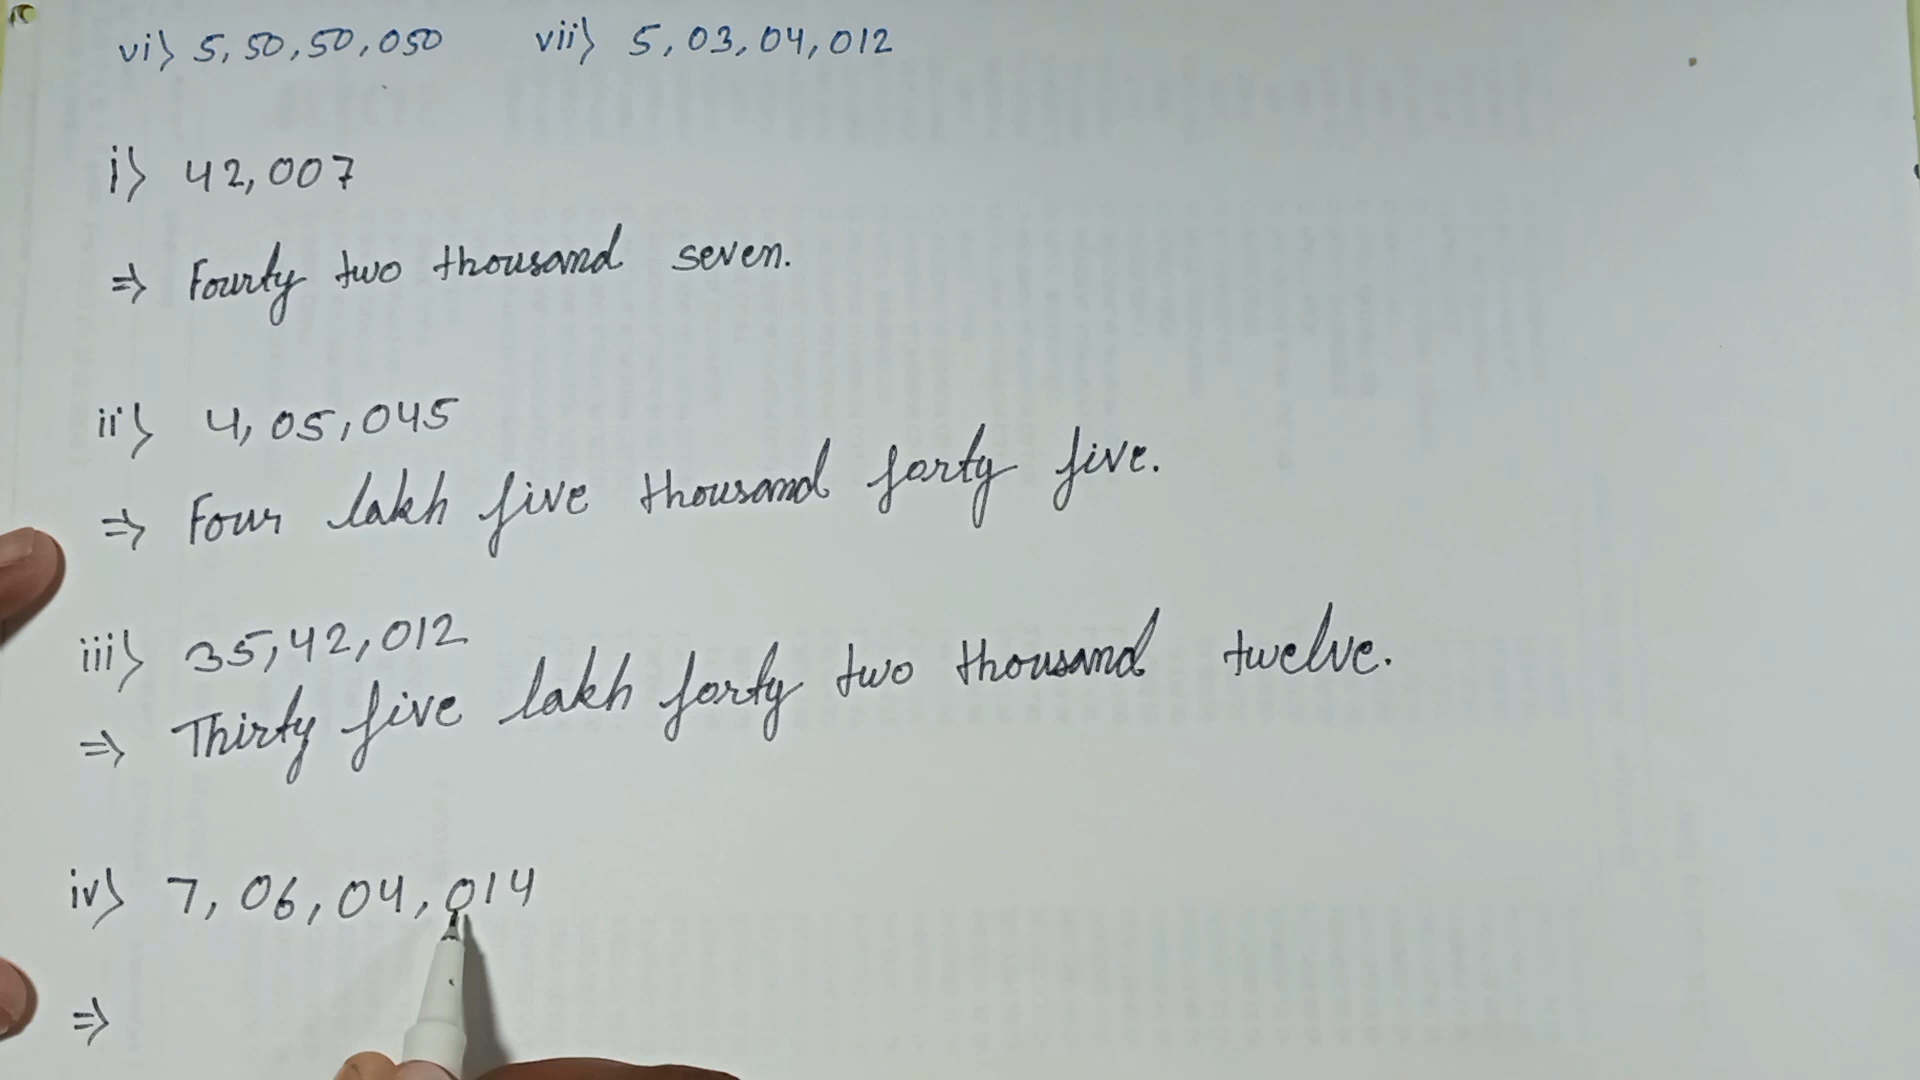 vi) 5,50,50,050 vii) 5,03,04,012
i) 42,007
⇒ Fourty two thousand seven.
ii) 4,05,045
⇒ Four lakh five thousand forty five.
iii) 35,42,012
⇒ Thirty five lakh forty two thousand twelve.
iv) 7,06,04,014
⇒